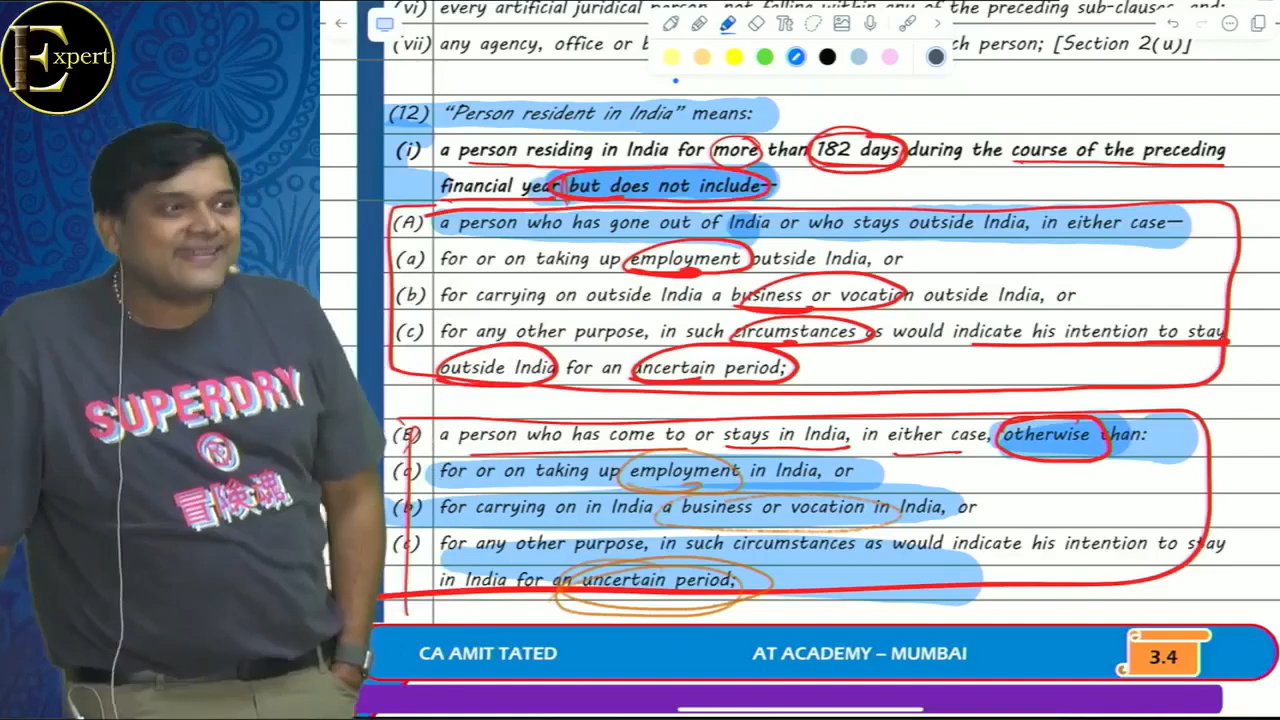 Expert
(vi) every artificial juridical person, not falling within any of the preceding sub-clauses, and;
(vii) any agency, office or b ch person; [Section 2(u)]
(12) "Person resident in India" means:
(i) a person residing in India for more than 182 days during the course of the preceding
financial year but does not include—
(A) a person who has gone out of India or who stays outside India, in either case—
(a) for or on taking up employment outside India, or
(b) for carrying on outside India a business or vocation outside India, or
(c) for any other purpose, in such circumstances as would indicate his intention to stay
outside India for an uncertain period;
(B) a person who has come to or stays in India, in either case, otherwise than:
(a) for or on taking up employment in India, or
(b) for carrying on in India a business or vocation in India, or
(c) for any other purpose, in such circumstances as would indicate his intention to stay
in India for an uncertain period;
SUPERDRY
冒険魂
CA AMIT TATED AT ACADEMY – MUMBAI 3.4